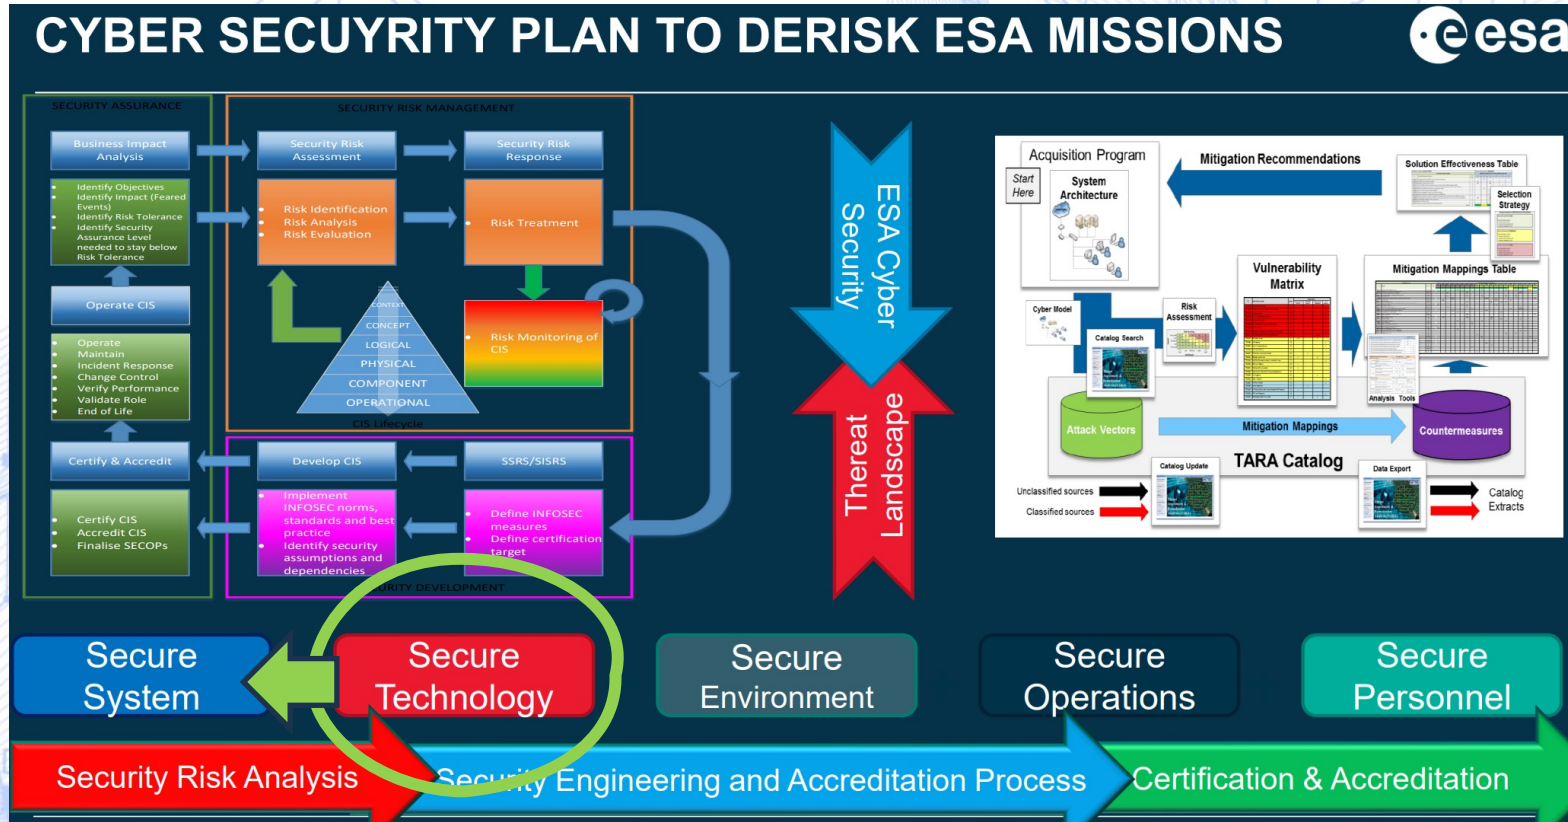 CYBER SECUYRITY PLAN TO DERISK ESA MISSIONS
esa
SECURITY ASSURANCE
Business Impact
Analysis
Identify Objectives
Identify Impact (Feared
Events)
Identify Risk Tolerance
Identify Security
Assurance Level
needed to stay below
Risk Tolerance
Operate CIS
Operate
Maintain
Incident Response
Change Control
Verify Performance
Validate Role
End of Life
Certify & Accredit
Certify CIS
Accredit CIS
Finalise SECOPs
SECURITY RISK MANAGEMENT
Security Risk
Assessment
Security Risk
Response
Risk Identification
Risk Analysis
Risk Evaluation
Risk Treatment
Risk Monitoring of
CIS
CONTEXT
CONCEPT
LOGICAL
PHYSICAL
COMPONENT
OPERATIONAL
CIS Lifecycle
Develop CIS
SSRS/SISRS
Implement
INFOSEC norms,
standards and best
practice
Identify security
assumptions and
dependencies
Define INFOSEC
measures
Define certification
target
URITY DEVELOPMENT
ESA Cyber
Security
Thereat
Landscape
Acquisition Program
Start
Here
System
Architecture
Mitigation Recommendations
Solution Effectiveness Table
Selection
Strategy
Cyber Model
Catalog Search
Risk
Assessment
Vulnerability
Matrix
Mitigation Mappings Table
Analysis Tools
Attack Vectors
Mitigation Mappings
Countermeasures
TARA Catalog
Catalog Update
Data Export
Unclassified sources
Classified sources
Catalog
Extracts
Secure
System
Secure
Technology
Secure
Environment
Secure
Operations
Secure
Personnel
Security Risk Analysis
Security Engineering and Accreditation Process
Certification & Accreditation